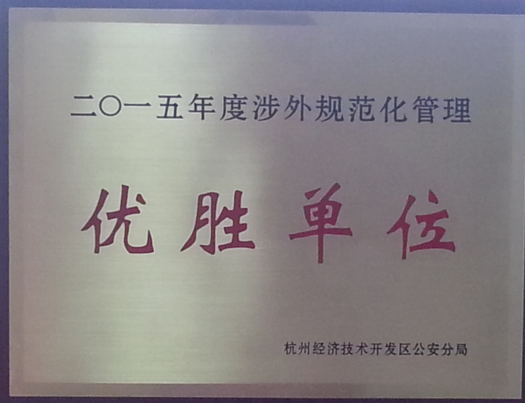 二〇一五年度涉外规范化管理
优胜单位
杭州经济技术开发区公安分局